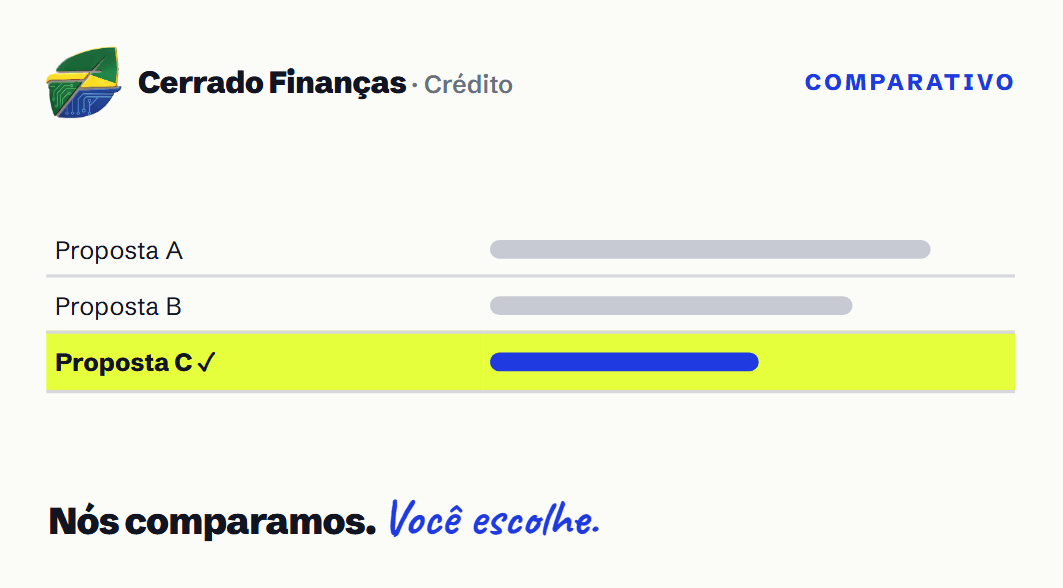 Cerrado Finanças · Crédito
COMPARATIVO
Proposta A
Proposta B
Proposta C ✓
Nós comparamos. Você escolhe.